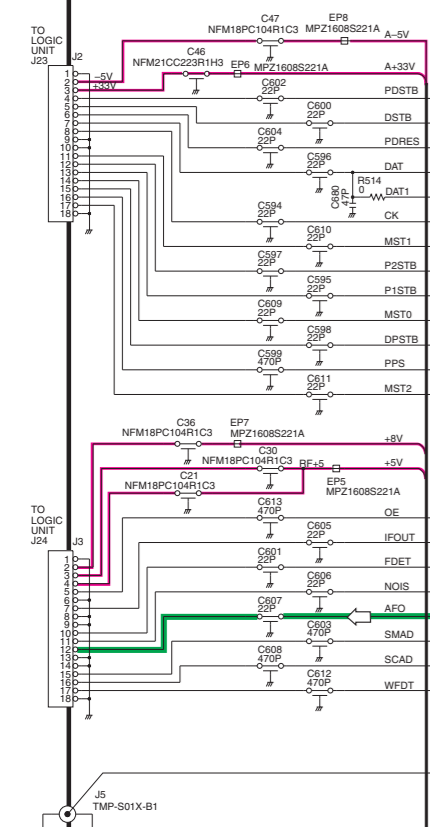 C47
NFM18PC104R1C3
EP8
MPZ1608S221A
A–5V
TO
LOGIC
UNIT
J23
J2
C46
NFM21CC223R1H3
EP6
MPZ1608S221A
A+33V
1
2
3
4
5
6
7
8
9
10
11
12
13
14
15
16
17
18
–5V
+33V
C602
22P
PDSTB
C600
22P
DSTB
C604
22P
PDRES
C596
22P
DAT
C680
47P
R514
0
DAT1
C594
22P
CK
C610
22P
MST1
C597
22P
P2STB
C595
22P
P1STB
C609
22P
MST0
C598
22P
DPSTB
C599
470P
PPS
C611
22P
MST2
C36
NFM18PC104R1C3
EP7
MPZ1608S221A
+8V
C30
NFM18PC104R1C3
RF+5
+5V
C21
NFM18PC104R1C3
EP5
MPZ1608S221A
TO
LOGIC
UNIT
J24
J3
C613
470P
OE
C605
22P
IFOUT
C601
22P
FDET
C606
22P
NOIS
C607
22P
AFO
C603
470P
SMAD
C608
470P
SCAD
C612
470P
WFDT
1
2
3
4
5
6
7
8
9
10
11
12
13
14
15
16
17
18
J5
TMP-S01X-B1